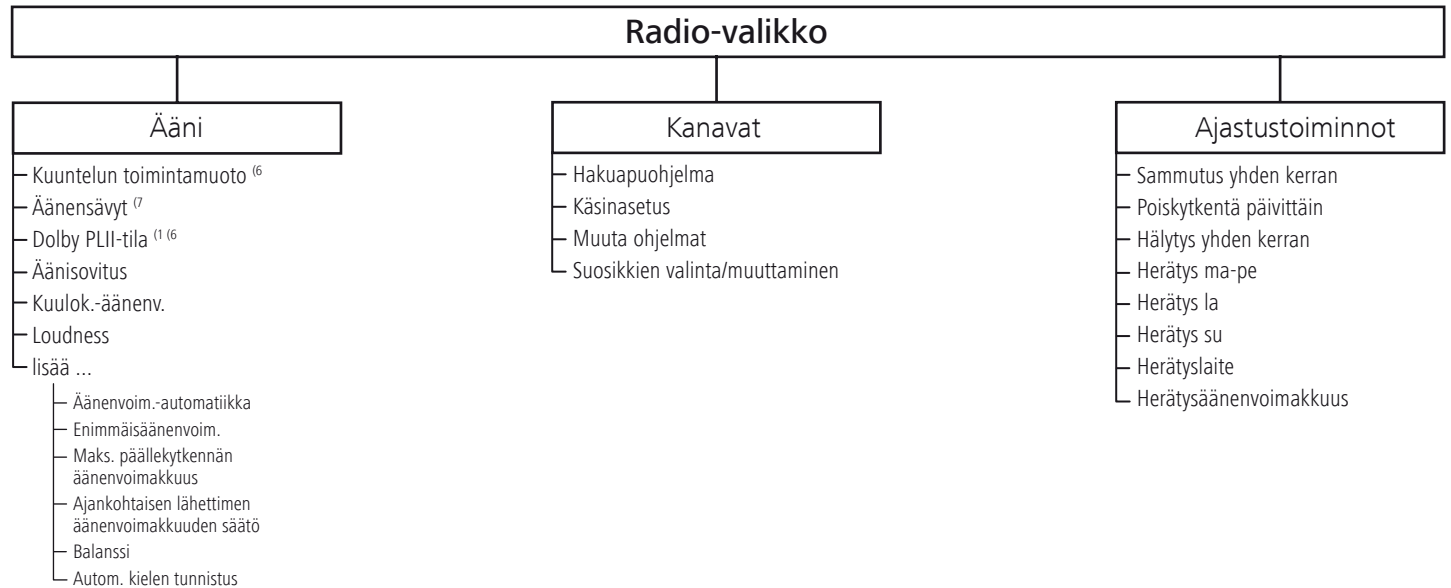 Radio-valikko
Ääni
Kuuntelun toimintamuoto (6
Äänensävyt (7
Dolby PLII-tila (1 (6
Äänisovitus
Kuulok.-äänenv.
Loudness
lisää ...
Äänenvoim.-automatiikka
Enimmäisäänenvoim.
Maks. päällekytkennän
äänenvoimakkuus
Ajankohtaisen lähettimen
äänenvoimakkuuden säätö
Balanssi
Autom. kielen tunnistus
Kanavat
Hakuapuohjelma
Käsinasetus
Muuta ohjelmat
Suosikkien valinta/muuttaminen
Ajastustoiminnot
Sammutus yhden kerran
Poiskytkentä päivittäin
Hälytys yhden kerran
Herätys ma-pe
Herätys la
Herätys su
Herätyslaite
Herätysäänenvoimakkuus